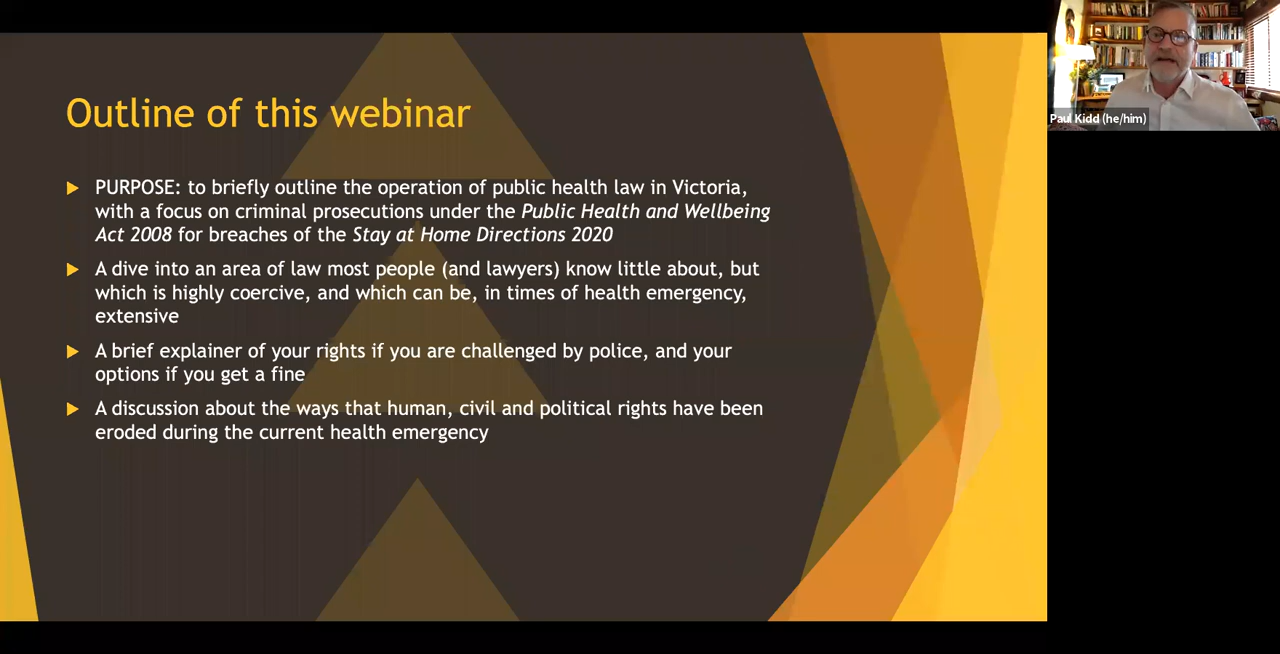 Outline of this webinar
PURPOSE: to briefly outline the operation of public health law in Victoria,
with a focus on criminal prosecutions under the Public Health and Wellbeing
Act 2008 for breaches of the Stay at Home Directions 2020
A dive into an area of law most people (and lawyers) know little about, but
which is highly coercive, and which can be, in times of health emergency,
extensive
A brief explainer of your rights if you are challenged by police, and your
options if you get a fine
A discussion about the ways that human, civil and political rights have been
eroded during the current health emergency
Paul Kidd (he/him)